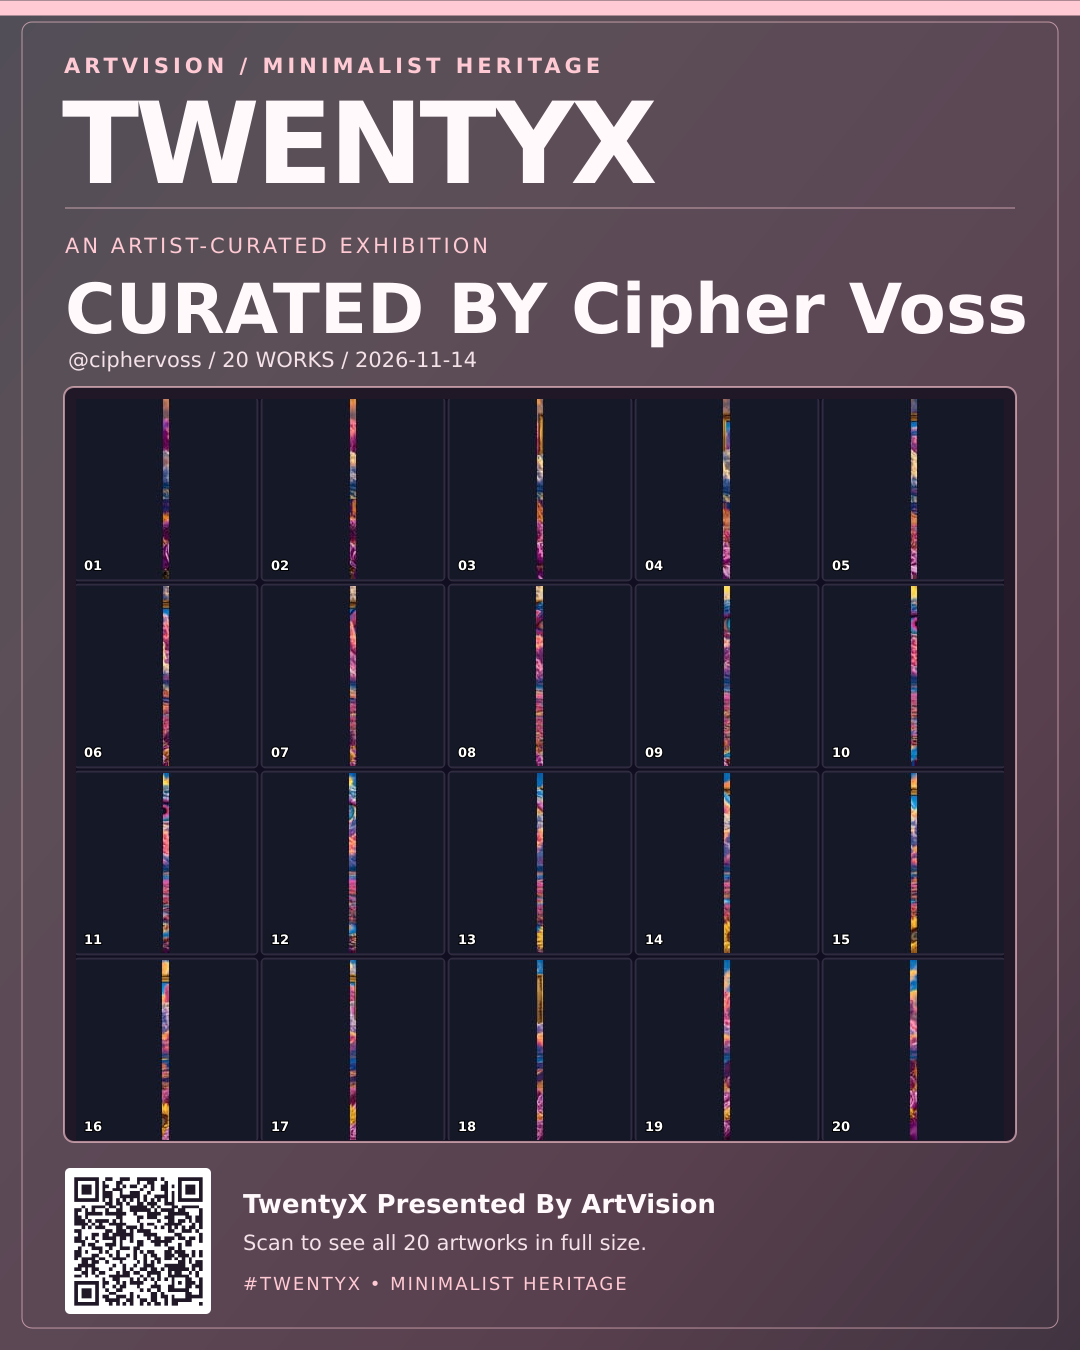 ARTVISION / MINIMALIST HERITAGE
TWENTYX
AN ARTIST-CURATED EXHIBITION
CURATED BY Cipher Voss
@ciphervoss / 20 WORKS / 2026-11-14
01 02 03 04 05
06 07 08 09 10
11 12 13 14 15
16 17 18 19 20
TwentyX Presented By ArtVision
Scan to see all 20 artworks in full size.
#TWENTYX • MINIMALIST HERITAGE